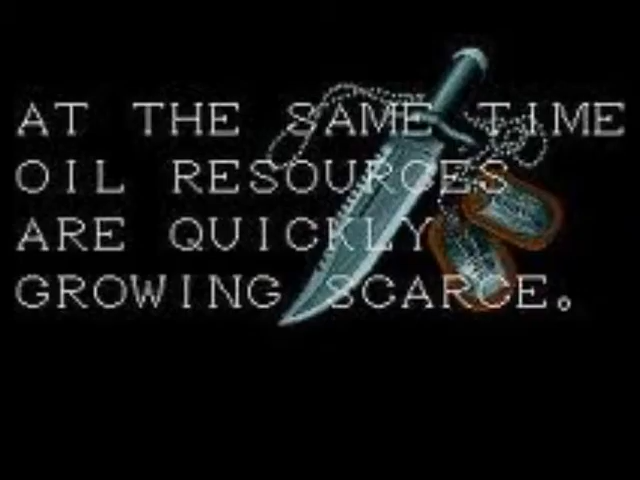 AT THE SAME TIME
OIL RESOURCES
ARE QUICKLY
GROWING SCARCE.